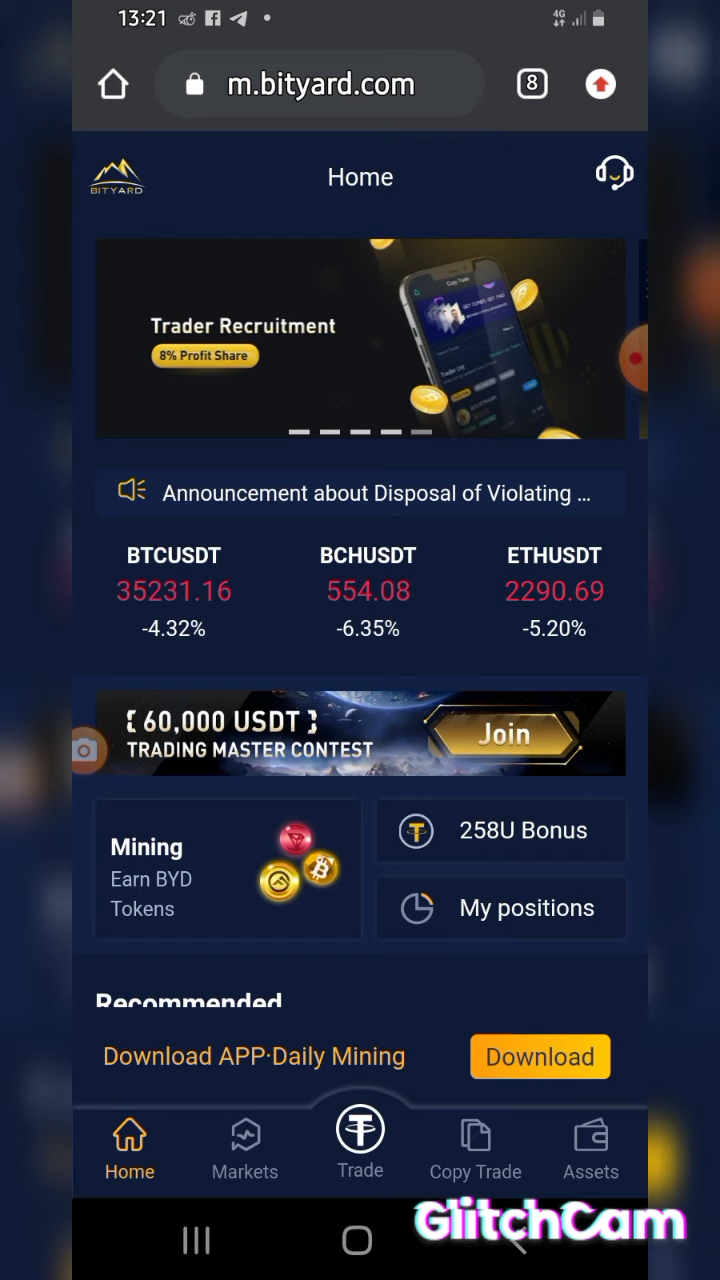 13:21
4G
m.bityard.com
8
BITYARD
Home
Trader Recruitment
8% Profit Share
Copy Trade
Announcement about Disposal of Violating ...
BTCUSDT BCHUSDT ETHUSDT
35231.16 554.08 2290.69
-4.32% -6.35% -5.20%
【 60,000 USDT 】
TRADING MASTER CONTEST
Join
Mining
Earn BYD
Tokens
258U Bonus
My positions
Recommended
Download APP·Daily Mining
Download
Home Markets Trade Copy Trade Assets
GlitchCam